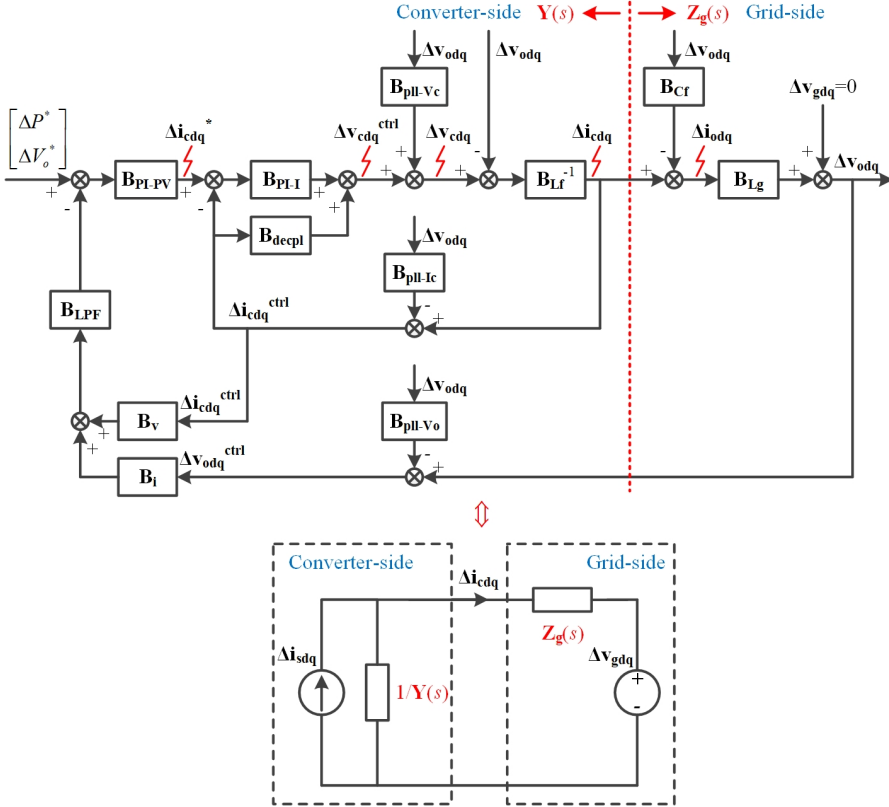 Converter-side Y(s) Z_g(s) Grid-side
Δv_odq Δv_odq Δv_odq
B_pll-Vc B_Cf Δv_gdq=0
ΔP^*
ΔV_o^*
Δi_cdq^* Δv_cdq^ctrl Δv_cdq Δi_cdq Δi_odq Δv_odq
+ - + - + + + + + - + - + + +
B_PI-PV B_PI-I B_Lf^-1 B_Lg
B_decpl
Δv_odq
B_pll-Ic
B_LPF Δi_cdq^ctrl - +
Δv_odq
B_v Δi_cdq^ctrl B_pll-Vo
+ +
B_i Δv_odq^ctrl - +
⇕
Converter-side Grid-side
Δi_cdq
Z_g(s)
Δi_sdq 1/Y(s) Δv_gdq + -